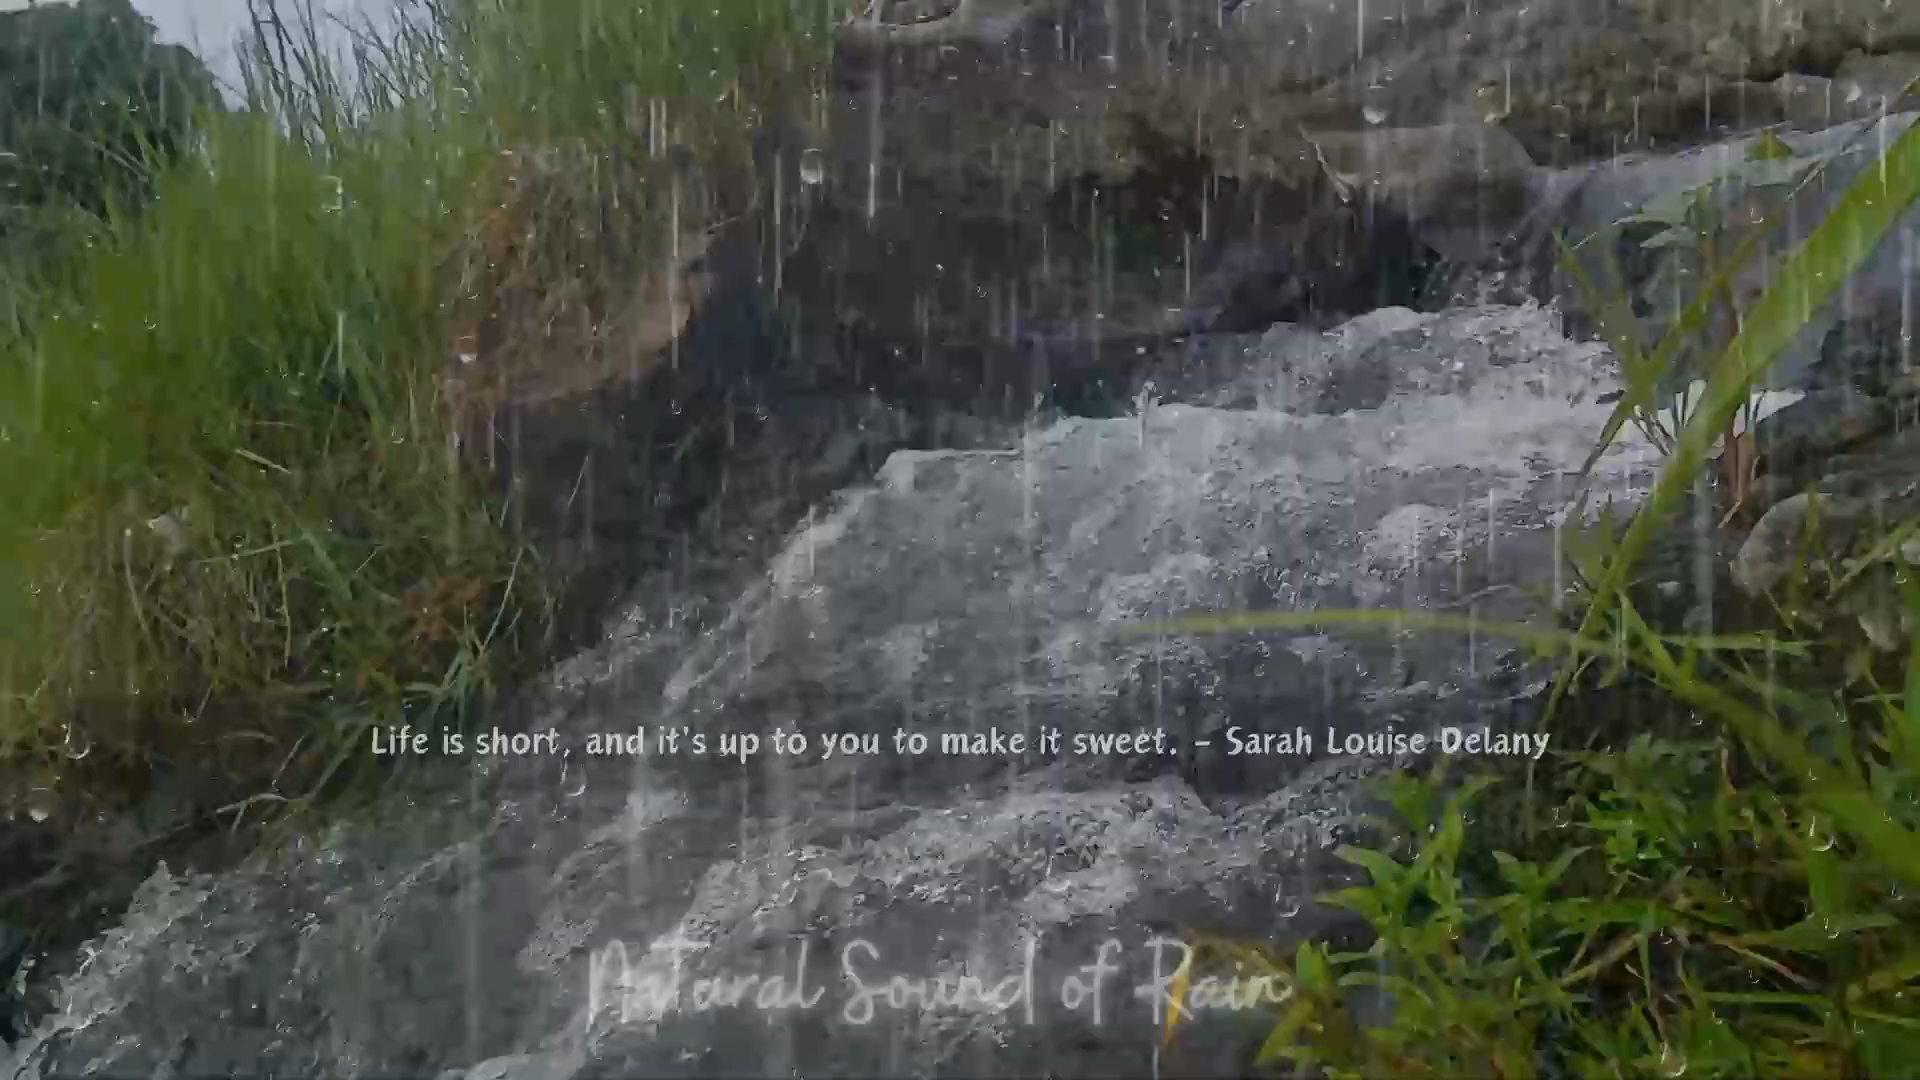 Life is short, and it's up to you to make it sweet. – Sarah Louise Delany
Natural Sound of Rain